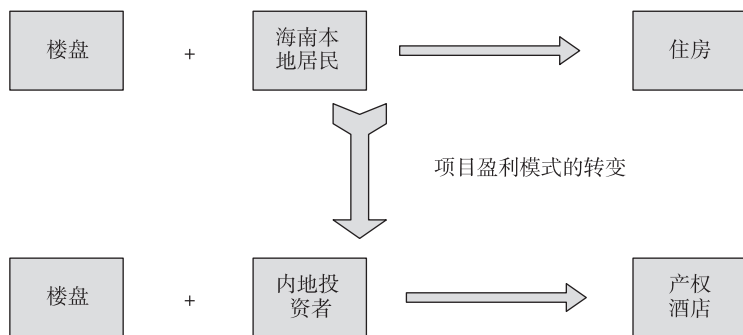 楼盘
+
海南本
地居民
住房
项目盈利模式的转变
楼盘
+
内地投
资者
产权
酒店